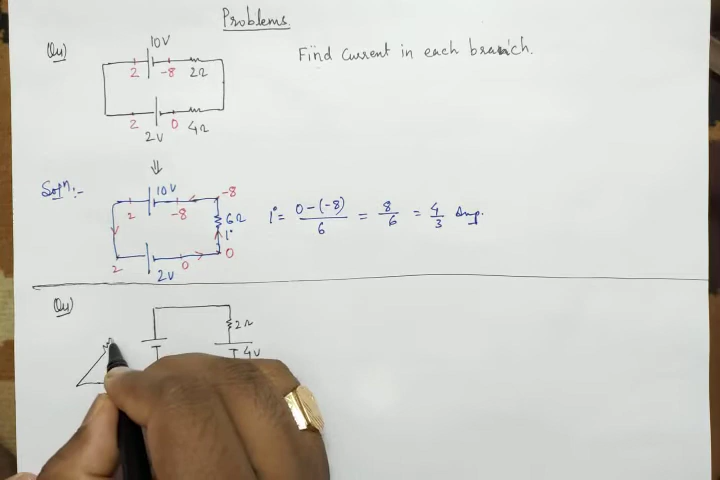 Problems.
Qu)
10V
Find current in each branch.
2 -8 2Ω
2 0 4Ω
2V
⇓
Solⁿ:-
10V
-8
2 -8
6Ω
i
i = 0-(-8)/6 = 8/6 = 4/3 Ans.
2 0 0
2V
Qu)
2Ω
4V